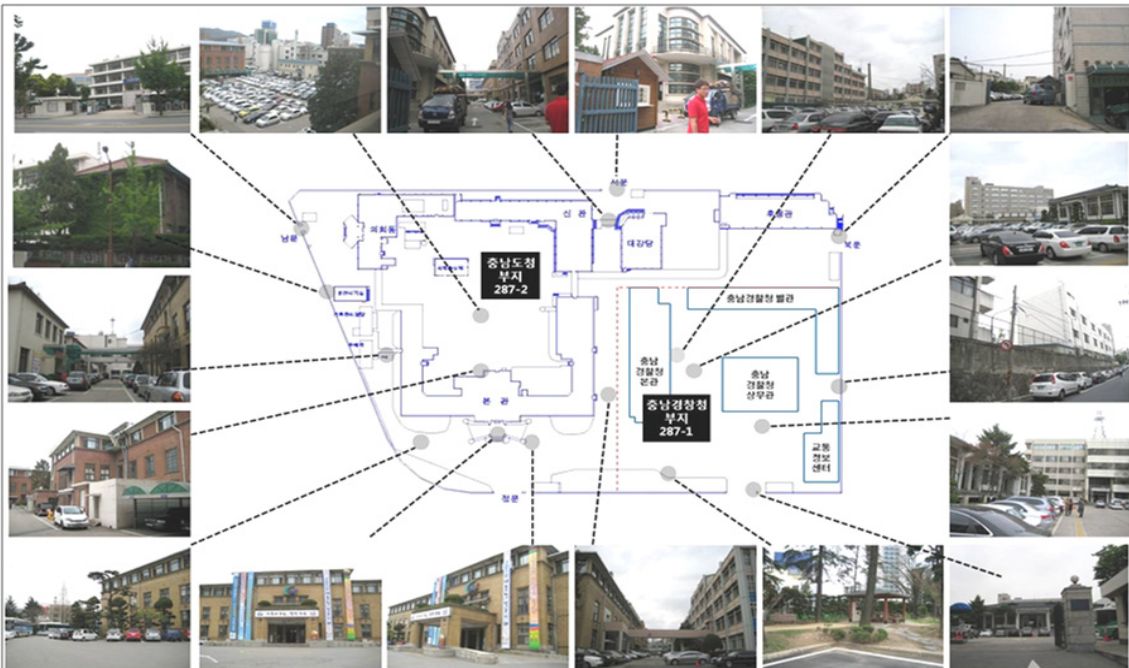 서문
남문
의회동
신 관
대강당
후생관
북문
충남도청
부지
287-2
충남경찰청 별관
충남
경찰청
본관
충남
경찰청
상무관
충남경찰청
부지
287-1
본 관
교통
정보
센터
정문